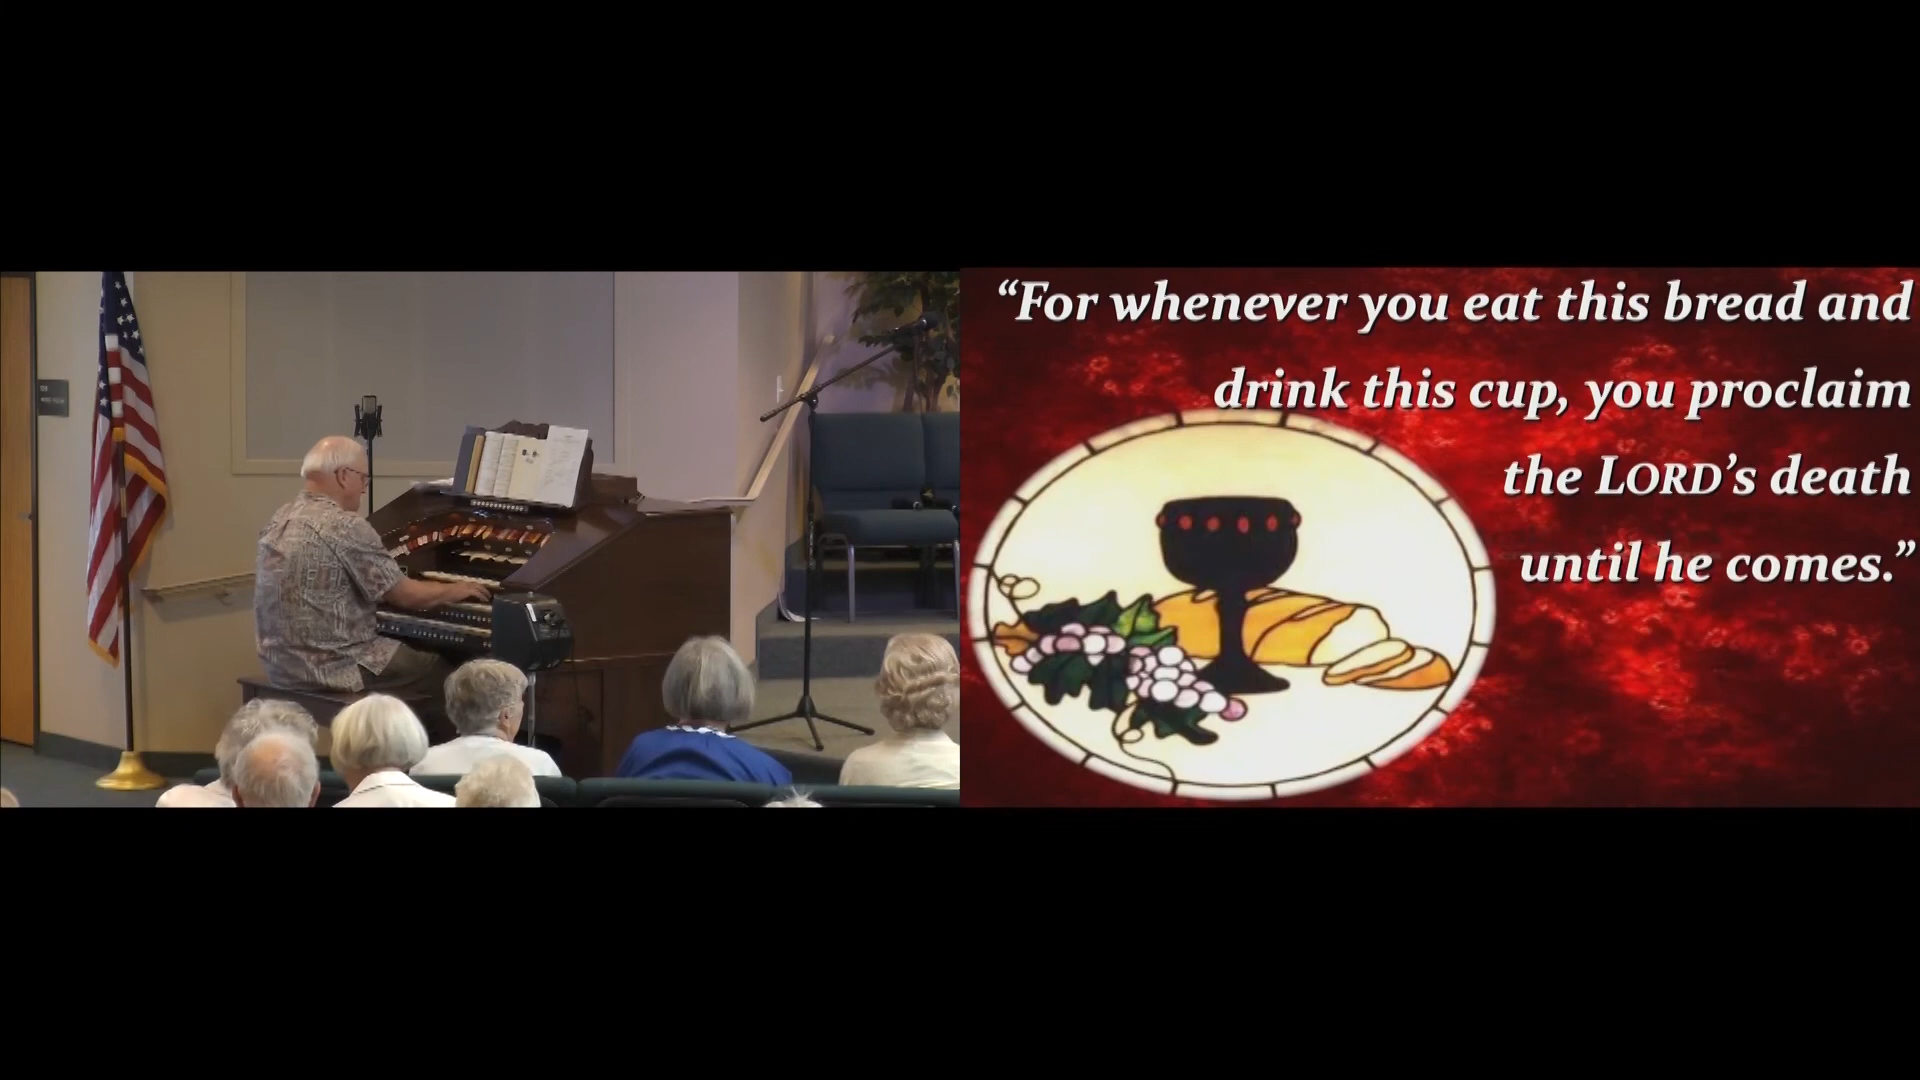 “For whenever you eat this bread and
drink this cup, you proclaim
the LORD’s death
until he comes.”